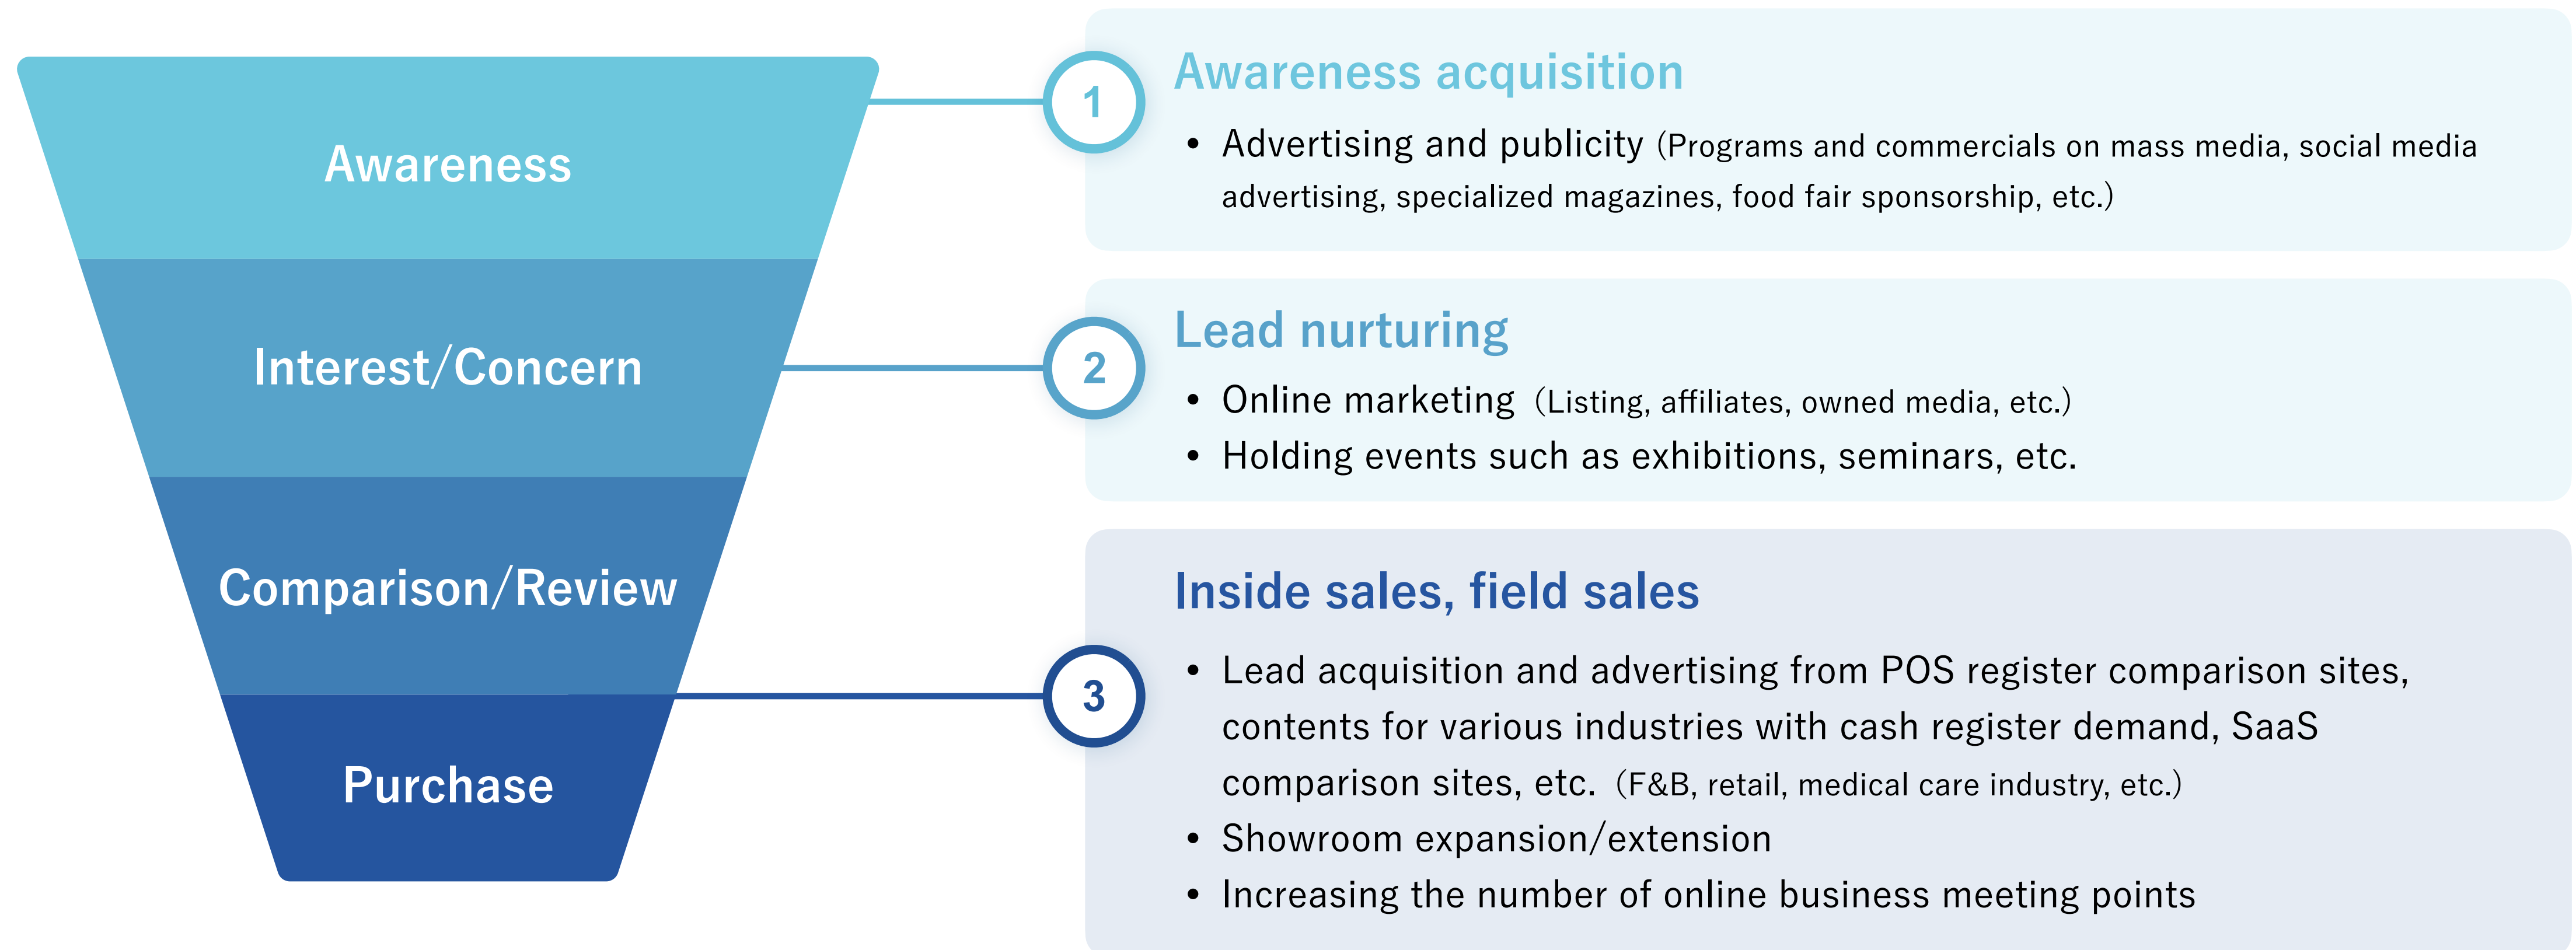 Awareness
Interest/Concern
Comparison/Review
Purchase
1
Awareness acquisition
• Advertising and publicity (Programs and commercials on mass media, social media
advertising, specialized magazines, food fair sponsorship, etc.)
2
Lead nurturing
• Online marketing (Listing, affiliates, owned media, etc.)
• Holding events such as exhibitions, seminars, etc.
3
Inside sales, field sales
• Lead acquisition and advertising from POS register comparison sites,
contents for various industries with cash register demand, SaaS
comparison sites, etc. (F&B, retail, medical care industry, etc.)
• Showroom expansion/extension
• Increasing the number of online business meeting points